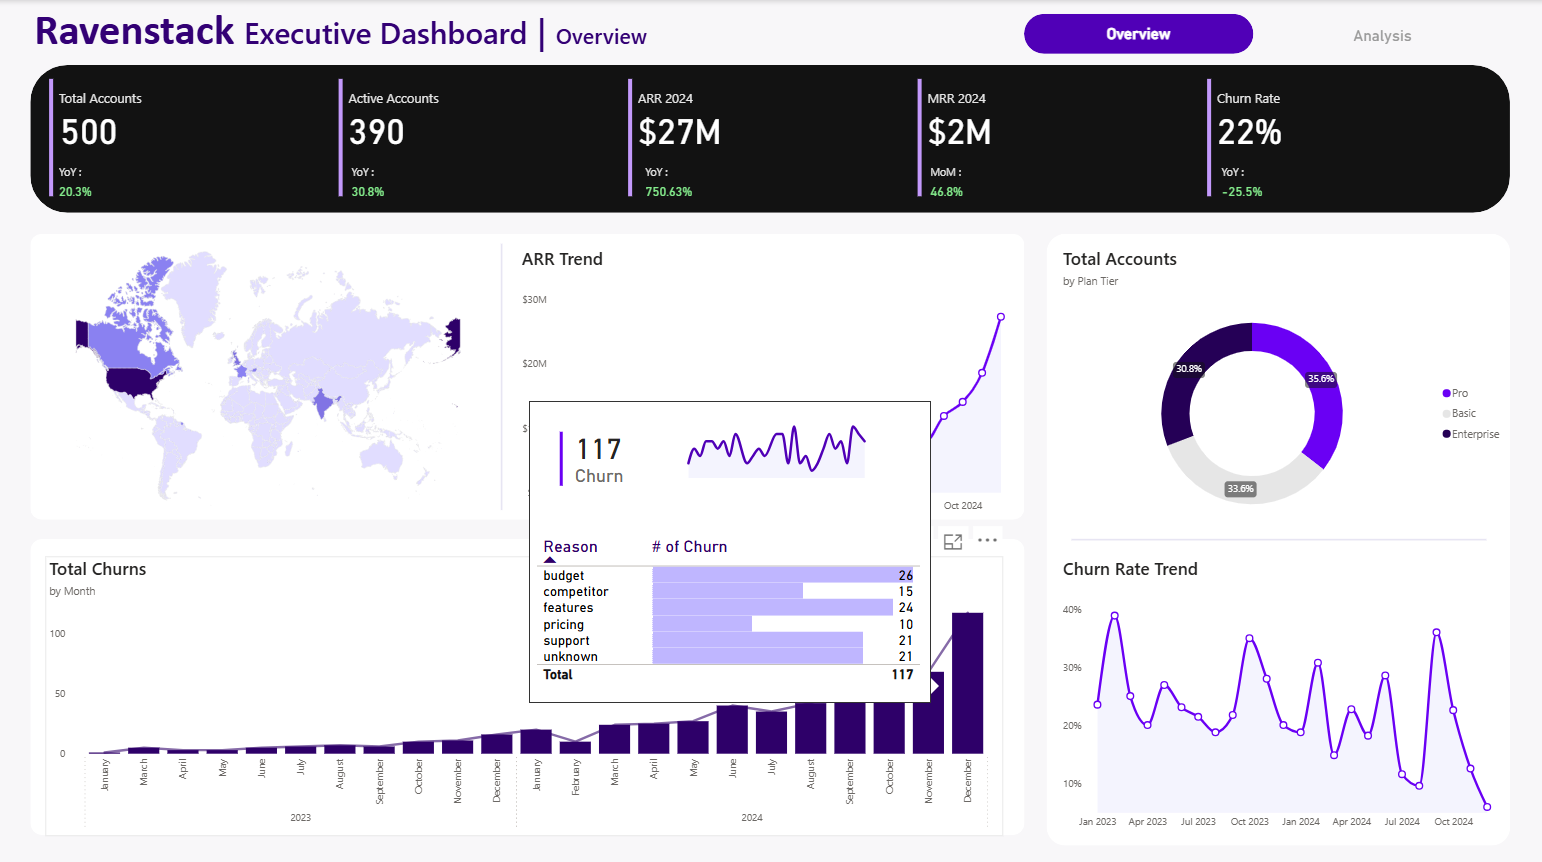 Ravenstack Executive Dashboard | Overview
Overview
Analysis
Total Accounts
500
YoY :
20.3%
Active Accounts
390
YoY :
30.8%
ARR 2024
$27M
YoY :
750.63%
MRR 2024
$2M
MoM :
46.8%
Churn Rate
22%
YoY :
-25.5%
ARR Trend
$30M
$20M
Oct 2024
Total Accounts
by Plan Tier
30.8%
35.6%
33.6%
Pro
Basic
Enterprise
117
Churn
Reason # of Churn
budget 26
competitor 15
features 24
pricing 10
support 21
unknown 21
Total 117
Total Churns
by Month
100
50
0
January
March
April
May
June
July
August
September
October
November
December
January
February
March
April
May
June
July
August
September
October
November
December
2023
2024
Churn Rate Trend
40%
30%
20%
10%
Jan 2023 Apr 2023 Jul 2023 Oct 2023 Jan 2024 Apr 2024 Jul 2024 Oct 2024